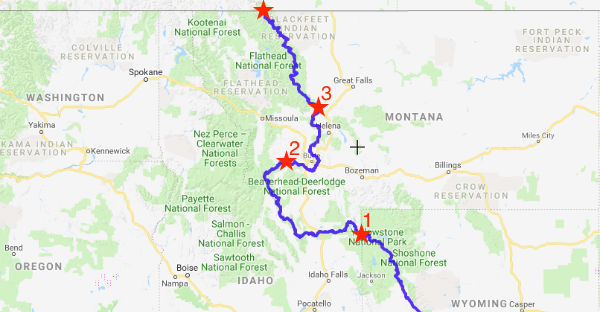 Kootenai
National Forest
BLACKFEET
INDIAN
RESERVATION
COLVILLE
RESERVATION
FORT PECK
INDIAN
RESERVATION
Flathead
National Forest
Spokane
FLATHEAD
RESERVATION
Great Falls
3
WASHINGTON
Missoula
Helena
MONTANA
Yakima
Nez Perce –
Clearwater
National
Forests
Miles City
KAMA INDIAN
RESERVATION
Kennewick
2
Bozeman
Billings
Beaverhead-Deerlodge
National Forest
CROW
RESERVATION
Payette
National Forest
1
Salmon-
Challis
National
Forest
Yellowstone
National Park
Bend
Shoshone
National Forest
OREGON
Sawtooth
National Forest
Boise
Nampa
IDAHO
Idaho Falls
Jackson
Pocatello
WYOMING
Casper